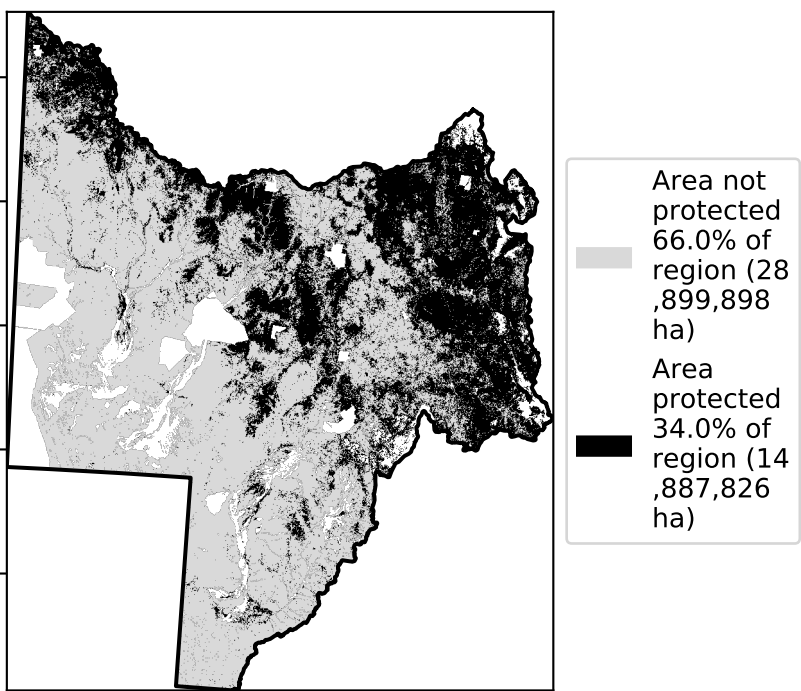 Area not
protected
66.0% of
region (28
,899,898
ha)
Area
protected
34.0% of
region (14
,887,826
ha)